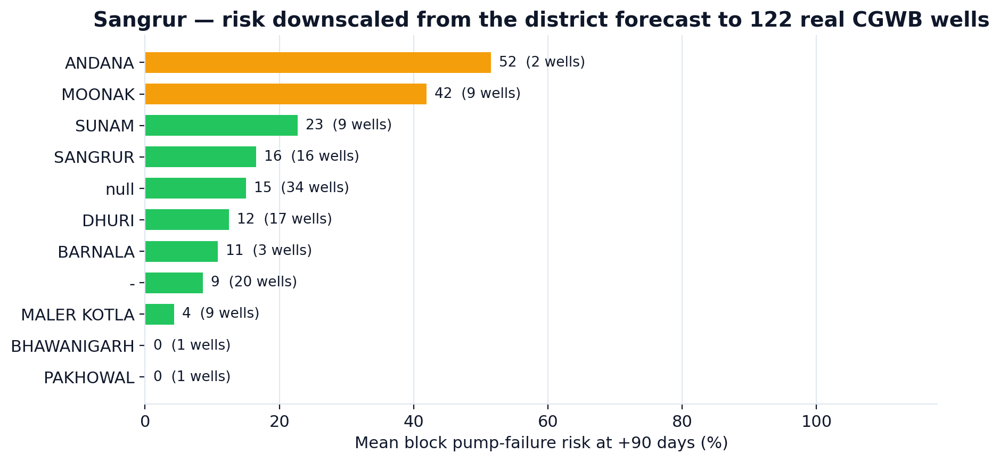 Sangrur — risk downscaled from the district forecast to 122 real CGWB wells
ANDANA 52 (2 wells)
MOONAK 42 (9 wells)
SUNAM 23 (9 wells)
SANGRUR 16 (16 wells)
null 15 (34 wells)
DHURI 12 (17 wells)
BARNALA 11 (3 wells)
- 9 (20 wells)
MALER KOTLA 4 (9 wells)
BHAWANIGARH 0 (1 wells)
PAKHOWAL 0 (1 wells)
0 20 40 60 80 100
Mean block pump-failure risk at +90 days (%)